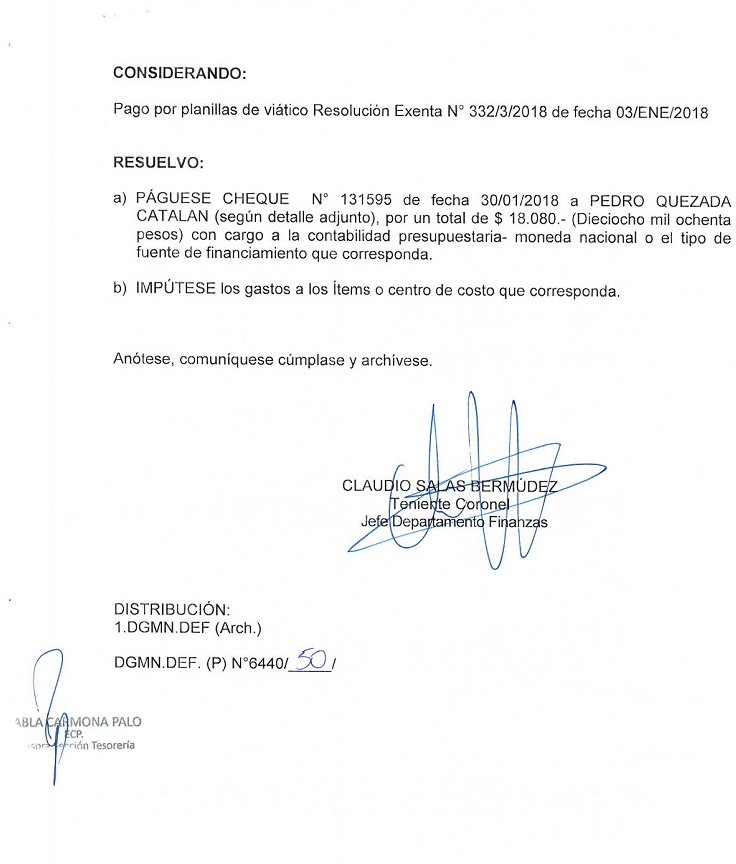 CONSIDERANDO:
Pago por planillas de viático Resolución Exenta N° 332/3/2018 de fecha 03/ENE/2018
RESUELVO:
a) PÁGUESE CHEQUE N° 131595 de fecha 30/01/2018 a PEDRO QUEZADA
CATALAN (según detalle adjunto), por un total de $ 18.080.- (Dieciocho mil ochenta
pesos) con cargo a la contabilidad presupuestaria- moneda nacional o el tipo de
fuente de financiamiento que corresponda.
b) IMPÚTESE los gastos a los Ítems o centro de costo que corresponda.
Anótese, comuníquese cúmplase y archívese.
CLAUDIO SALAS BERMÚDEZ
Teniente Coronel
Jefe Departamento Finanzas
DISTRIBUCIÓN:
1.DGMN.DEF (Arch.)
DGMN.DEF. (P) N°6440/ 50 /
CARMONA PALO
ECP.
Tesorería